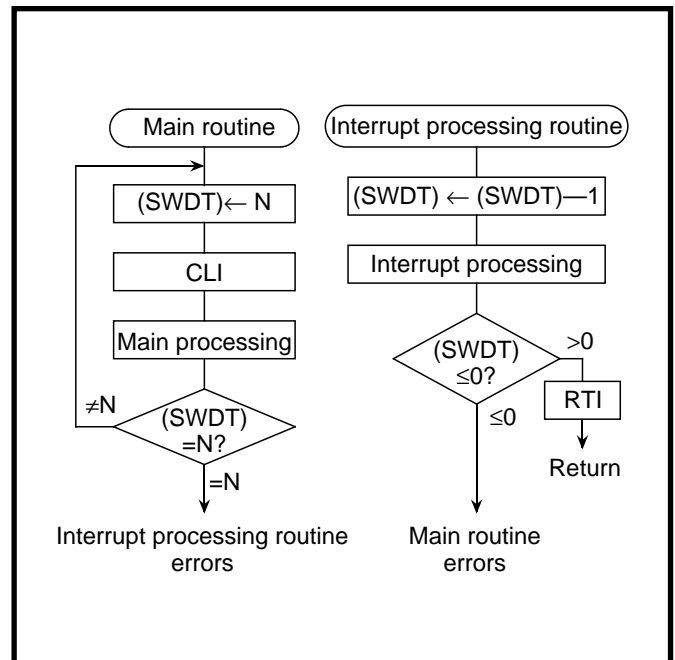 Main routine
(SWDT)← N
CLI
Main processing
≠N
(SWDT)
=N?
=N
Interrupt processing routine
errors
Interrupt processing routine
(SWDT) ← (SWDT)—1
Interrupt processing
>0
(SWDT)
≤0?
RTI
≤0
Return
Main routine
errors